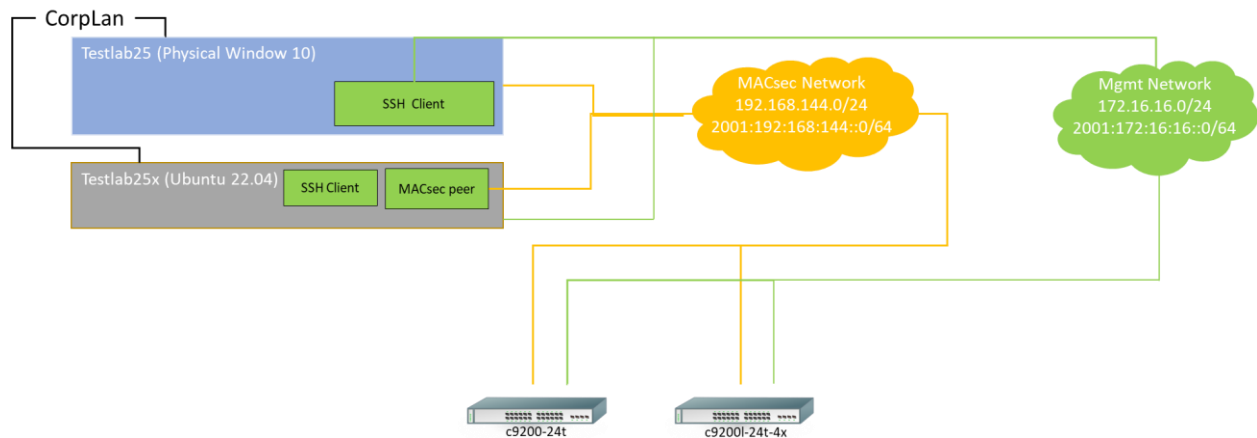 CorpLan
Testlab25 (Physical Window 10)
SSH Client
MACsec Network
192.168.144.0/24
2001:192:168:144::0/64
Mgmt Network
172.16.16.0/24
2001:172:16:16::0/64
Testlab25x (Ubuntu 22.04)
SSH Client
MACsec peer
c9200-24t
c9200l-24t-4x